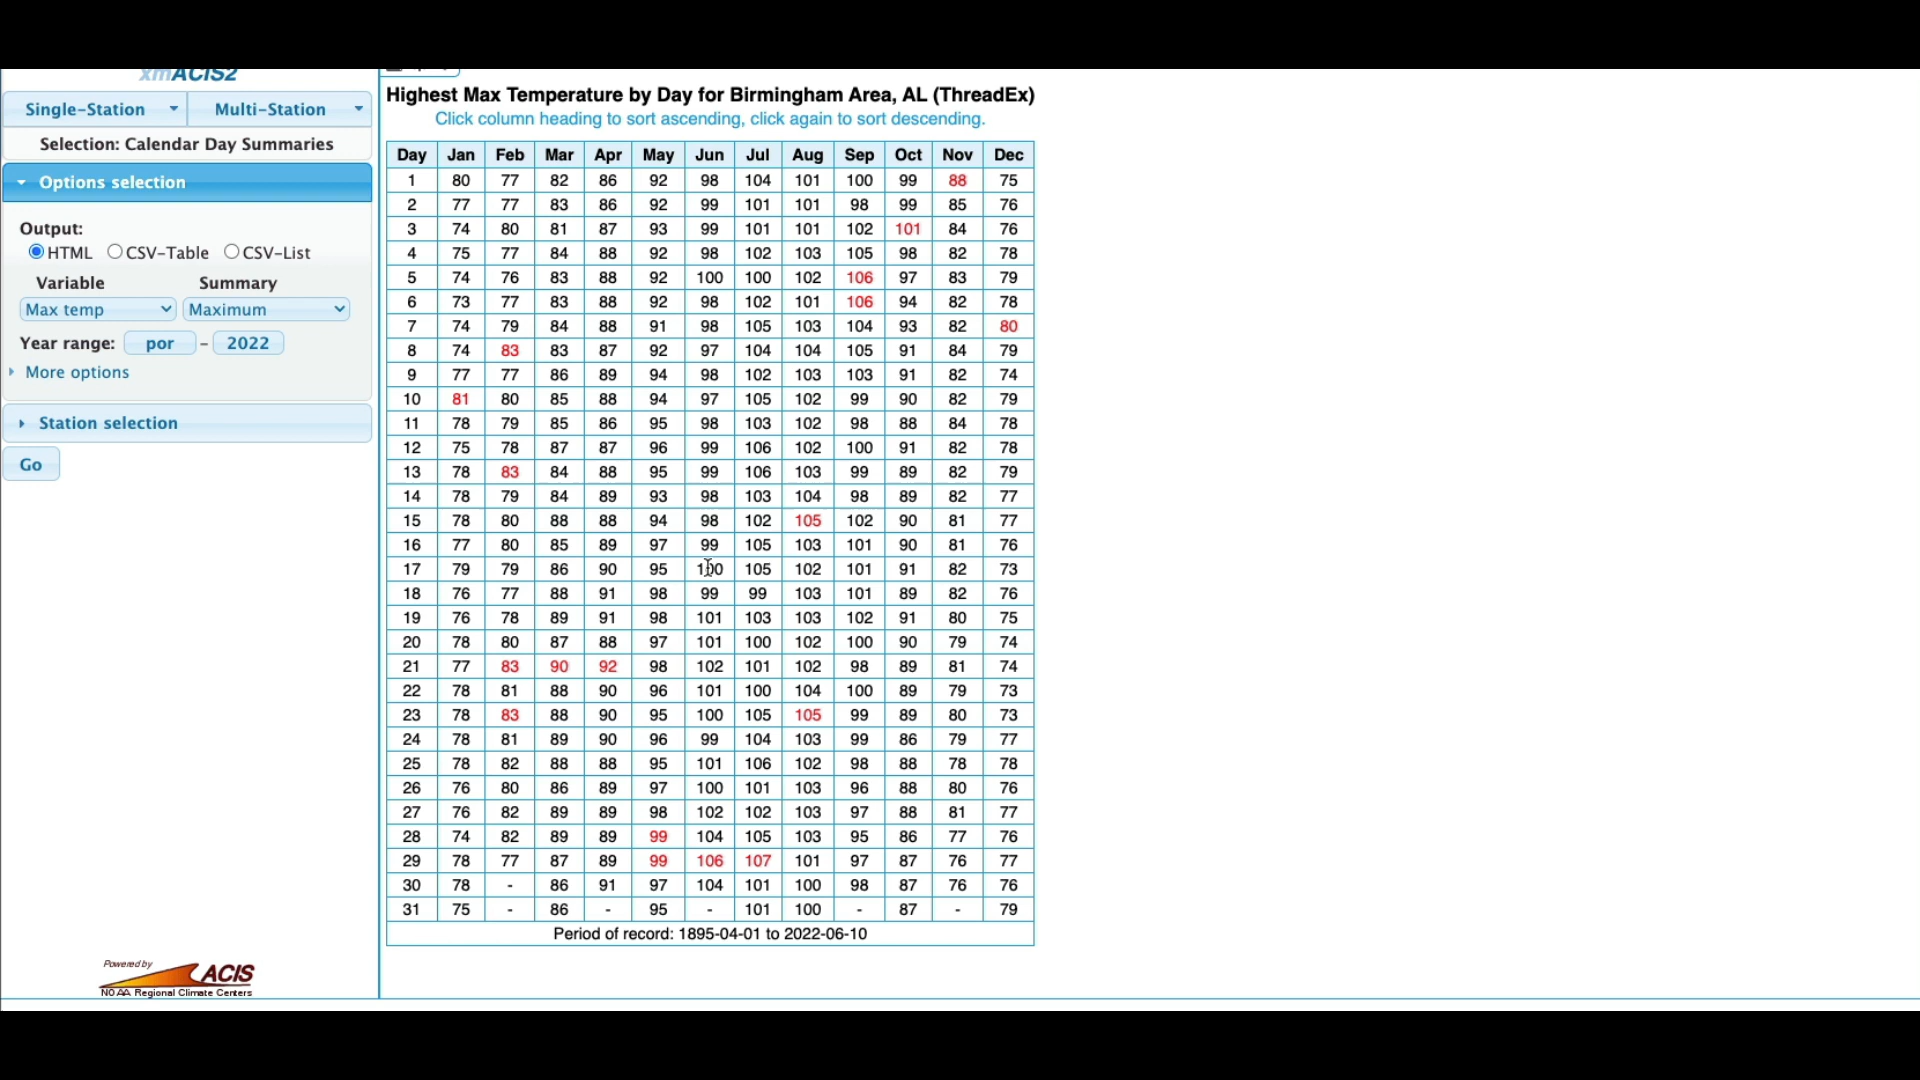 xmACIS2
Single-Station Multi-Station
Selection: Calendar Day Summaries
Options selection
Output:
HTML CSV-Table CSV-List
Variable Summary
Max temp Maximum
Year range: por - 2022
More options
Station selection
Go
Powered by
ACIS
NOAA Regional Climate Centers
Highest Max Temperature by Day for Birmingham Area, AL (ThreadEx)
Click column heading to sort ascending, click again to sort descending.
Day Jan Feb Mar Apr May Jun Jul Aug Sep Oct Nov Dec
1 80 77 82 86 92 98 104 101 100 99 88 75
2 77 77 83 86 92 99 101 101 98 99 85 76
3 74 80 81 87 93 99 101 101 102 101 84 76
4 75 77 84 88 92 98 102 103 105 98 82 78
5 74 76 83 88 92 100 100 102 106 97 83 79
6 73 77 83 88 92 98 102 101 106 94 82 78
7 74 79 84 88 91 98 105 103 104 93 82 80
8 74 83 83 87 92 97 104 104 105 91 84 79
9 77 77 86 89 94 98 102 103 103 91 82 74
10 81 80 85 88 94 97 105 102 99 90 82 79
11 78 79 85 86 95 98 103 102 98 88 84 78
12 75 78 87 87 96 99 106 102 100 91 82 78
13 78 83 84 88 95 99 106 103 99 89 82 79
14 78 79 84 89 93 98 103 104 98 89 82 77
15 78 80 88 88 94 98 102 105 102 90 81 77
16 77 80 85 89 97 99 105 103 101 90 81 76
17 79 79 86 90 95 100 105 102 101 91 82 73
18 76 77 88 91 98 99 99 103 101 89 82 76
19 76 78 89 91 98 101 103 103 102 91 80 75
20 78 80 87 88 97 101 100 102 100 90 79 74
21 77 83 90 92 98 102 101 102 98 89 81 74
22 78 81 88 90 96 101 100 104 100 89 79 73
23 78 83 88 90 95 100 105 105 99 89 80 73
24 78 81 89 90 96 99 104 103 99 86 79 77
25 78 82 88 88 95 101 106 102 98 88 78 78
26 76 80 86 89 97 100 101 103 96 88 80 76
27 76 82 89 89 98 102 102 103 97 88 81 77
28 74 82 89 89 99 104 105 103 95 86 77 76
29 78 77 87 89 99 106 107 101 97 87 76 77
30 78 - 86 91 97 104 101 100 98 87 76 76
31 75 - 86 - 95 - 101 100 - 87 - 79
Period of record: 1895-04-01 to 2022-06-10